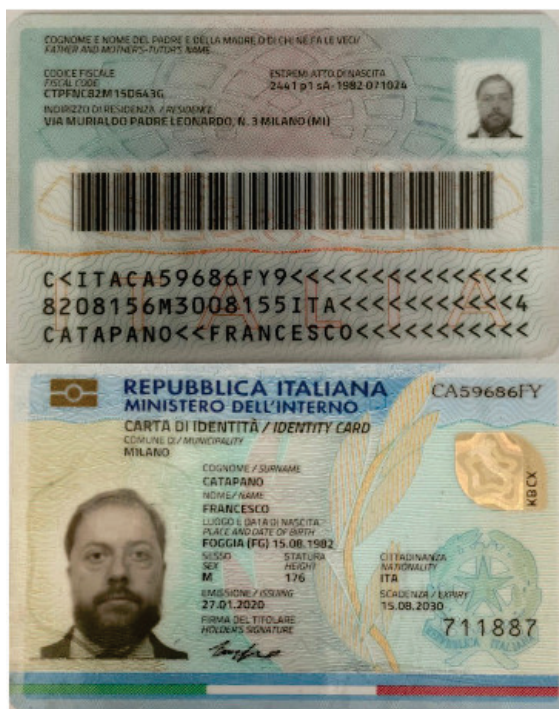 COGNOME E NOME DEL PADRE E DELLA MADRE O DI CHI NE FA LE VECI/
FATHER AND MOTHER'S-TUTOR'S NAME
CODICE FISCALE
FISCAL CODE
CTPFNC82M15D643G
ESTREMI ATTO DI NASCITA
2441 p1 sA-1982 071024
INDIRIZZO DI RESIDENZA / RESIDENCE
VIA MURIALDO PADRE LEONARDO, N. 3 MILANO (MI)
C<ITACA59686FY9<<<<<<<<<<<<<<<
8208156M3008155ITA<<<<<<<<<<<4
CATAPANO<<FRANCESCO<<<<<<<<<<<
ITALIA
REPUBBLICA ITALIANA
MINISTERO DELL'INTERNO
CA59686FY
CARTA DI IDENTITÀ / IDENTITY CARD
COMUNE DI / MUNICIPALITY
MILANO
COGNOME / SURNAME
CATAPANO
NOME / NAME
FRANCESCO
LUOGO E DATA DI NASCITA
PLACE AND DATE OF BIRTH
FOGGIA (FG) 15.08.1982
SESSO
SEX
M
STATURA
HEIGHT
176
CITTADINANZA
NATIONALITY
ITA
EMISSIONE / ISSUING
27.01.2020
SCADENZA / EXPIRY
15.08.2030
FIRMA DEL TITOLARE
HOLDER'S SIGNATURE
711887
KBCX